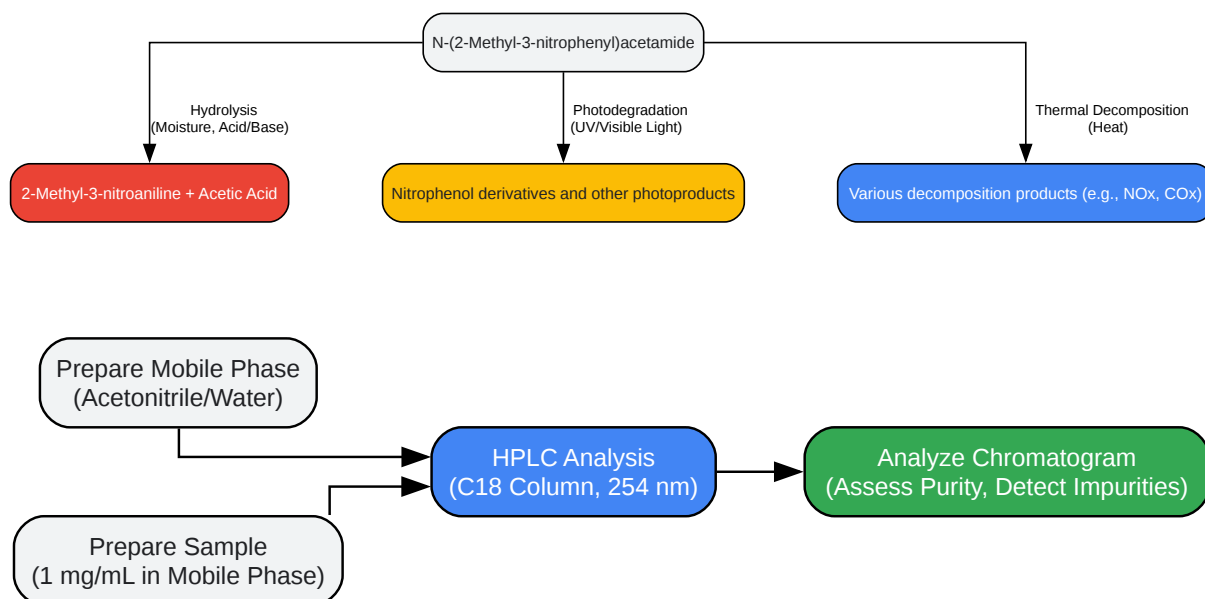 N-(2-Methyl-3-nitrophenyl)acetamide
Hydrolysis
(Moisture, Acid/Base)
Photodegradation
(UV/Visible Light)
Thermal Decomposition
(Heat)
2-Methyl-3-nitroaniline + Acetic Acid
Nitrophenol derivatives and other photoproducts
Various decomposition products (e.g., NOx, COx)
Prepare Mobile Phase
(Acetonitrile/Water)
HPLC Analysis
(C18 Column, 254 nm)
Analyze Chromatogram
(Assess Purity, Detect Impurities)
Prepare Sample
(1 mg/mL in Mobile Phase)